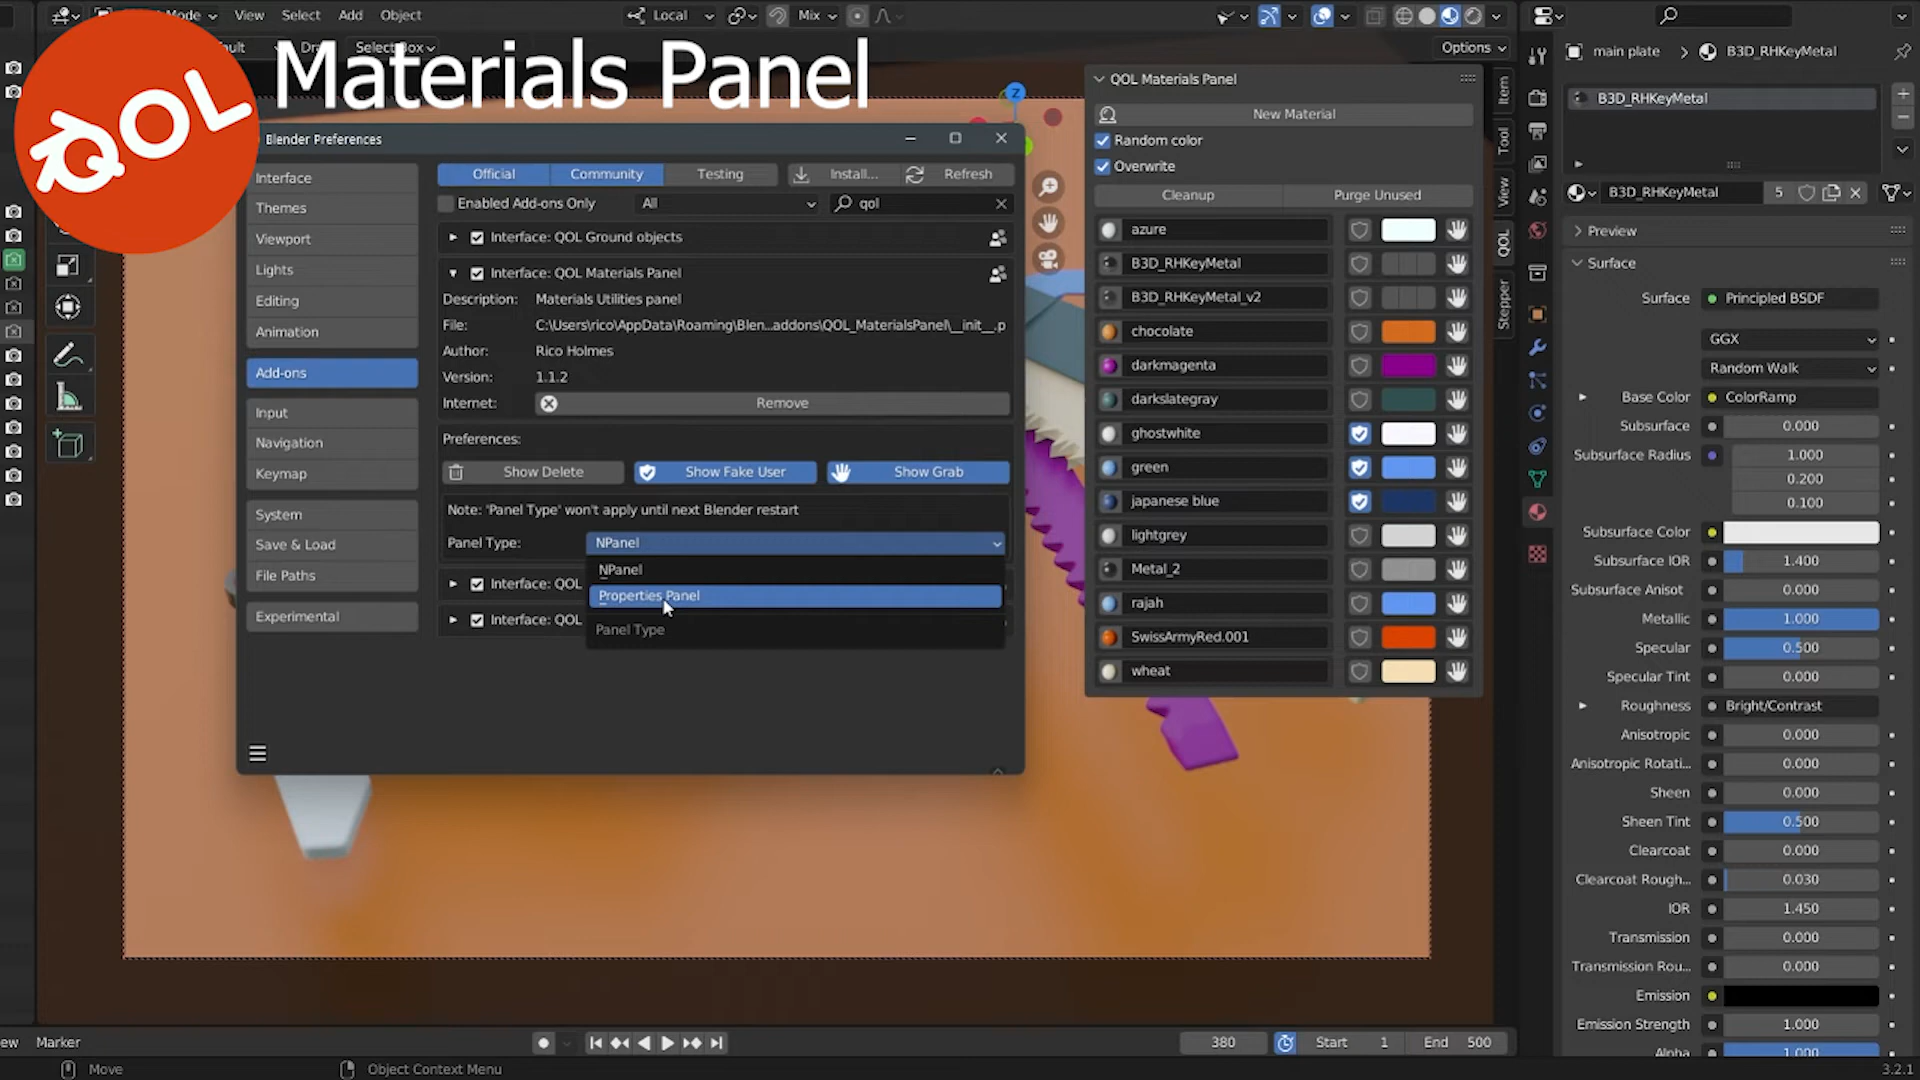 Mode View Select Add Object Local Mix
Select Box Options
QOL
Materials Panel
Blender Preferences
Interface
Themes
Viewport
Lights
Editing
Animation
Add-ons
Input
Navigation
Keymap
System
Save & Load
File Paths
Experimental
Official Community Testing Install... Refresh
Enabled Add-ons Only All qol
Interface: QOL Ground objects
Interface: QOL Materials Panel
Description: Materials Utilities panel
File: C:\Users\rico\AppData\Roaming\Blen...addons\QOL_MaterialsPanel\__init__.p
Author: Rico Holmes
Version: 1.1.2
Internet: Remove
Preferences:
Show Delete Show Fake User Show Grab
Note: 'Panel Type' won't apply until next Blender restart
Panel Type: NPanel
NPanel
Properties Panel
Panel Type
Interface: QOL
Interface: QOL
QOL Materials Panel
New Material
Random color
Overwrite
Cleanup Purge Unused
azure
B3D_RHKeyMetal
B3D_RHKeyMetal_v2
chocolate
darkmagenta
darkslategray
ghostwhite
green
japanese blue
lightgrey
Metal_2
rajah
SwissArmyRed.001
wheat
Z
Item
Tool
View
QOL
Stepper
main plate B3D_RHKeyMetal
B3D_RHKeyMetal
B3D_RHKeyMetal 5
Preview
Surface
Surface Principled BSDF
GGX
Random Walk
Base Color ColorRamp
Subsurface 0.000
Subsurface Radius 1.000
0.200
0.100
Subsurface Color
Subsurface IOR 1.400
Subsurface Anisot 0.000
Metallic 1.000
Specular 0.500
Specular Tint 0.000
Roughness Bright/Contrast
Anisotropic 0.000
Anisotropic Rotati... 0.000
Sheen 0.000
Sheen Tint 0.500
Clearcoat 0.000
Clearcoat Rough... 0.030
IOR 1.450
Transmission 0.000
Transmission Rou... 0.000
Emission
Emission Strength 1.000
Alpha 1.000
Marker 380 Start 1 End 500
Move Object Context Menu 3.2.1